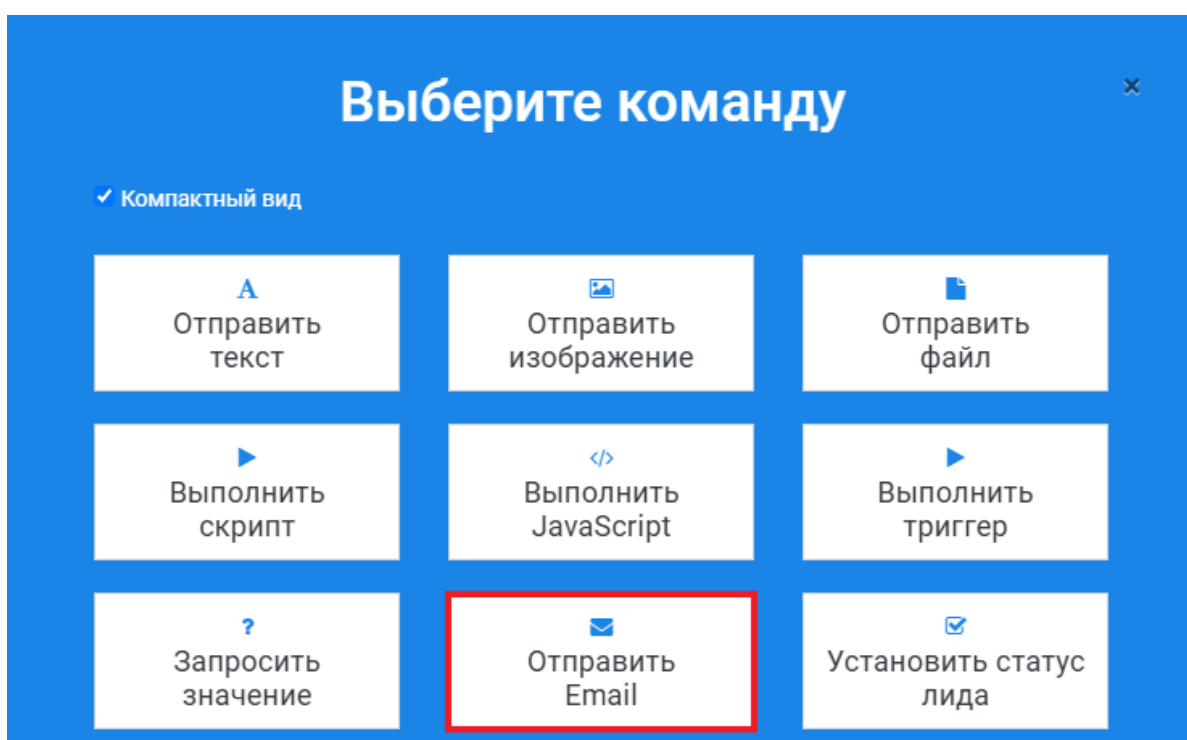 Выберите команду
Компактный вид
Отправить
текст
Отправить
изображение
Отправить
файл
Выполнить
скрипт
Выполнить
JavaScript
Выполнить
триггер
Запросить
значение
Отправить
Email
Установить статус
лида